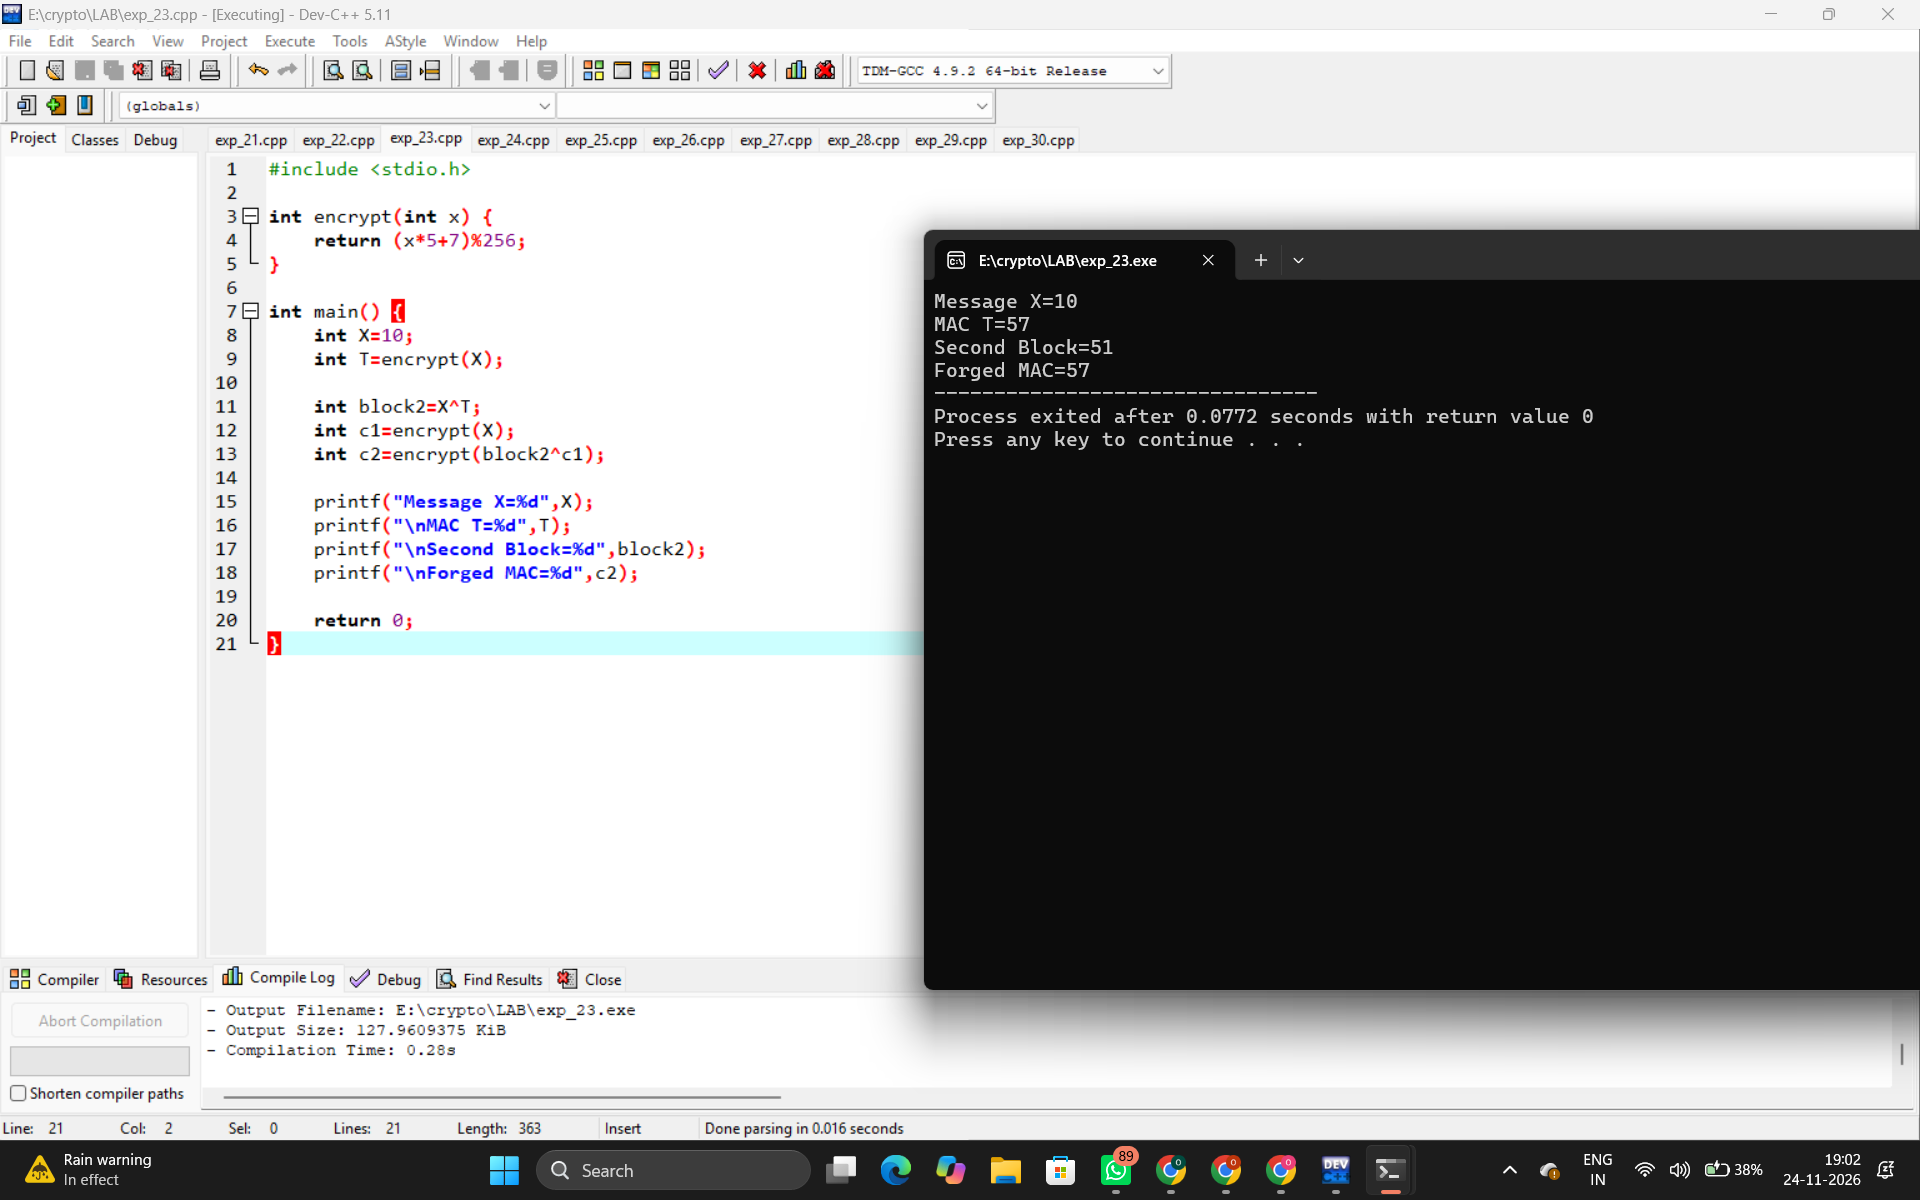 E:\crypto\LAB\exp_23.cpp - [Executing] - Dev-C++ 5.11
File Edit Search View Project Execute Tools AStyle Window Help
TDM-GCC 4.9.2 64-bit Release
(globals)
Project Classes Debug
exp_21.cpp exp_22.cpp exp_23.cpp exp_24.cpp exp_25.cpp exp_26.cpp exp_27.cpp exp_28.cpp exp_29.cpp exp_30.cpp
1 #include <stdio.h>
2
3 int encrypt(int x) {
4 return (x*5+7)%256;
5 }
6
7 int main() {
8 int X=10;
9 int T=encrypt(X);
10
11 int block2=X^T;
12 int c1=encrypt(X);
13 int c2=encrypt(block2^c1);
14
15 printf("Message X=%d",X);
16 printf("\nMAC T=%d",T);
17 printf("\nSecond Block=%d",block2);
18 printf("\nForged MAC=%d",c2);
19
20 return 0;
21 }
E:\crypto\LAB\exp_23.exe
Message X=10
MAC T=57
Second Block=51
Forged MAC=57
--------------------------------
Process exited after 0.0772 seconds with return value 0
Press any key to continue . . .
Compiler Resources Compile Log Debug Find Results Close
Abort Compilation
Shorten compiler paths
- Output Filename: E:\crypto\LAB\exp_23.exe
- Output Size: 127.9609375 KiB
- Compilation Time: 0.28s
Line: 21 Col: 2 Sel: 0 Lines: 21 Length: 363 Insert Done parsing in 0.016 seconds
Rain warning
In effect
Search
89
DEV
C++
ENG
IN
38%
19:02
24-11-2026